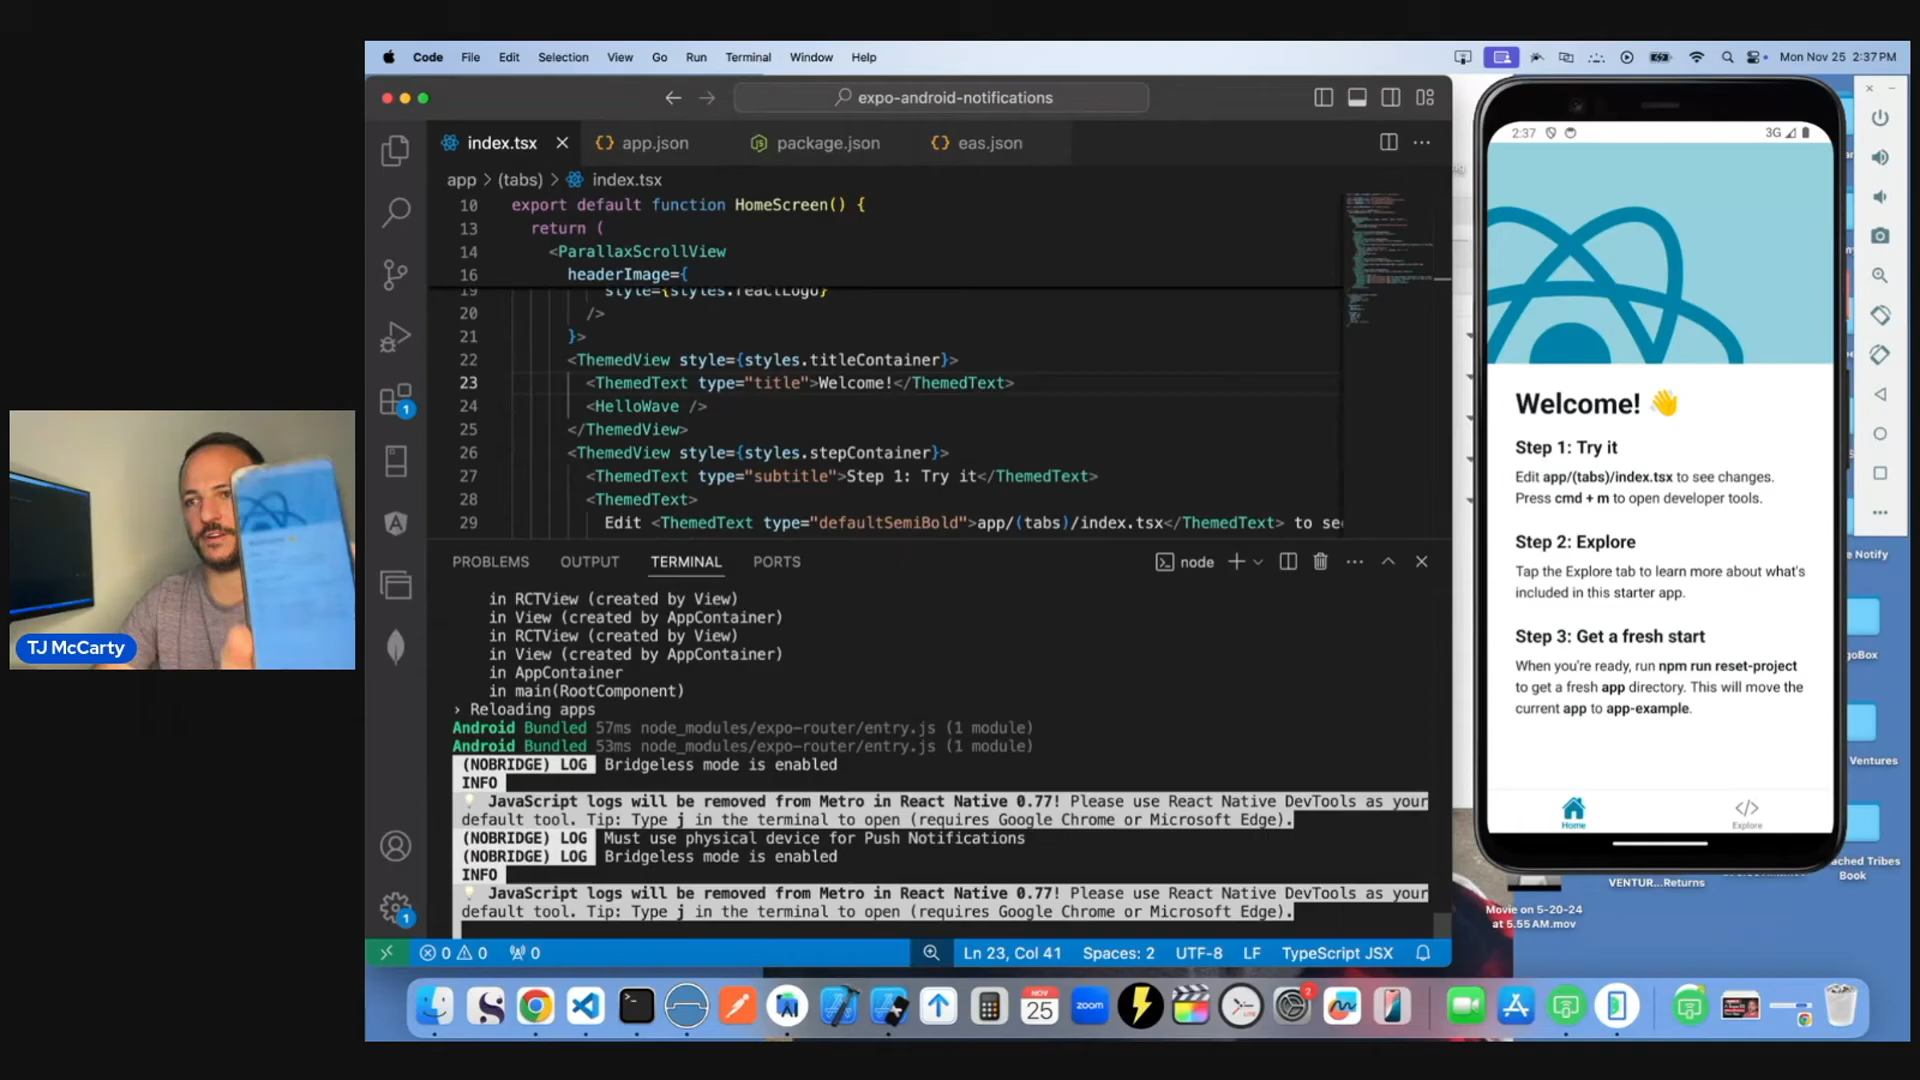 Code File Edit Selection View Go Run Terminal Window Help
Mon Nov 25 2:37 PM
expo-android-notifications
index.tsx
app.json
package.json
eas.json
app > (tabs) > index.tsx
10 export default function HomeScreen() {
13 return (
14 <ParallaxScrollView
16 headerImage={
19 style={styles.reactLogo}
20 />
21 }>
22 <ThemedView style={styles.titleContainer}>
23 <ThemedText type="title">Welcome!</ThemedText>
24 <HelloWave />
25 </ThemedView>
26 <ThemedView style={styles.stepContainer}>
27 <ThemedText type="subtitle">Step 1: Try it</ThemedText>
28 <ThemedText>
29 Edit <ThemedText type="defaultSemiBold">app/(tabs)/index.tsx</ThemedText> to se
PROBLEMS OUTPUT TERMINAL PORTS
node
in RCTView (created by View)
in View (created by AppContainer)
in RCTView (created by View)
in View (created by AppContainer)
in AppContainer
in main(RootComponent)
› Reloading apps
Android Bundled 57ms node_modules/expo-router/entry.js (1 module)
Android Bundled 53ms node_modules/expo-router/entry.js (1 module)
(NOBRIDGE) LOG Bridgeless mode is enabled
INFO
JavaScript logs will be removed from Metro in React Native 0.77! Please use React Native DevTools as your
default tool. Tip: Type j in the terminal to open (requires Google Chrome or Microsoft Edge).
(NOBRIDGE) LOG Must use physical device for Push Notifications
(NOBRIDGE) LOG Bridgeless mode is enabled
INFO
JavaScript logs will be removed from Metro in React Native 0.77! Please use React Native DevTools as your
default tool. Tip: Type j in the terminal to open (requires Google Chrome or Microsoft Edge).
1
1
0 0 0
Ln 23, Col 41 Spaces: 2 UTF-8 LF TypeScript JSX
TJ McCarty
2:37
3G
Welcome! 👋
Step 1: Try it
Edit app/(tabs)/index.tsx to see changes.
Press cmd + m to open developer tools.
Step 2: Explore
Tap the Explore tab to learn more about what's
included in this starter app.
Step 3: Get a fresh start
When you're ready, run npm run reset-project
to get a fresh app directory. This will move the
current app to app-example.
Home
Explore
e Notify
goBox
Ventures
ached Tribes
Book
VENTUR...Returns
Movie on 5-20-24
at 5.55 AM.mov
NOV
25
zoom
2